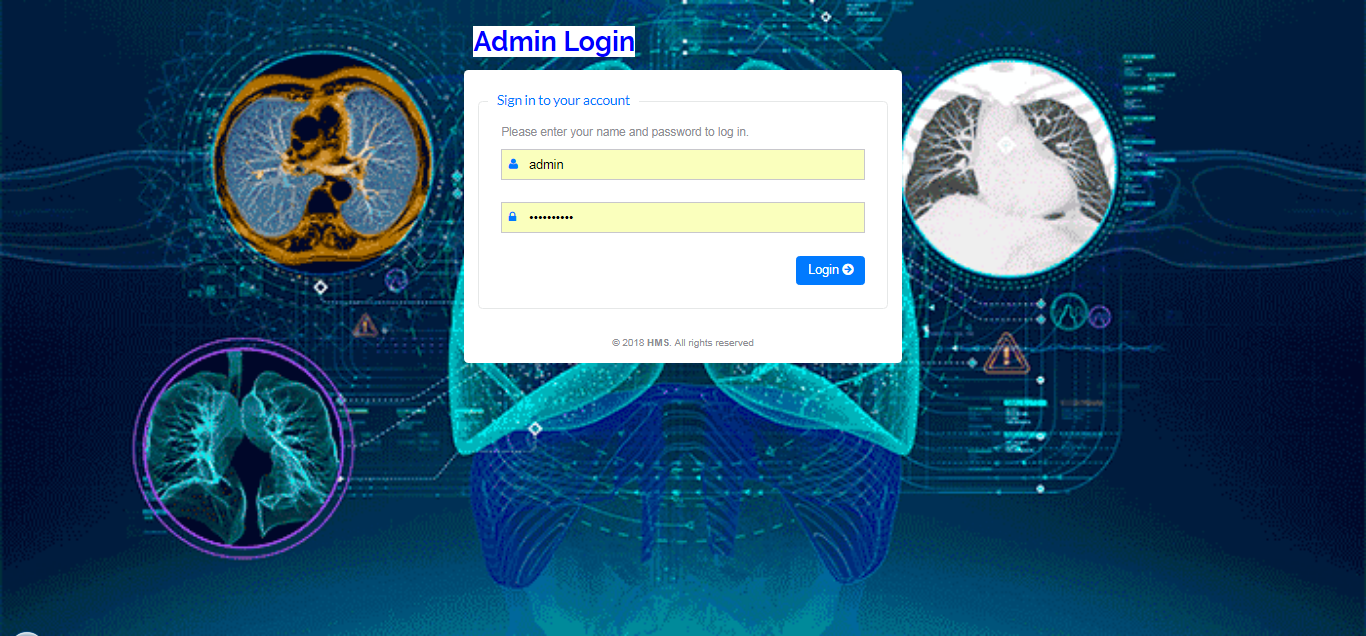 Admin Login
Sign in to your account
Please enter your name and password to log in.
admin
••••••••••
Login
© 2018 HMS. All rights reserved